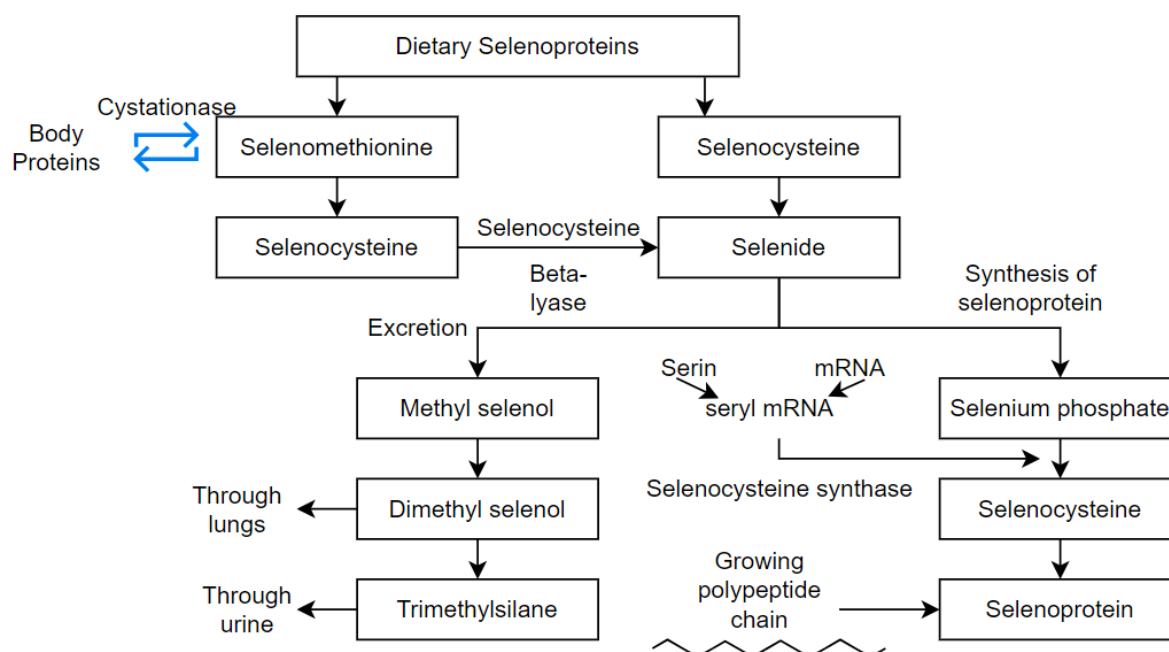 Dietary Selenoproteins
Cystationase
Body
Proteins
Selenomethionine
Selenocysteine
Selenocysteine
Selenocysteine
Selenide
Beta-
lyase
Synthesis of
selenoprotein
Excretion
Serin
mRNA
Methyl selenol
seryl mRNA
Selenium phosphate
Through
lungs
Dimethyl selenol
Selenocysteine synthase
Selenocysteine
Growing
polypeptide
chain
Through
urine
Trimethylsilane
Selenoprotein